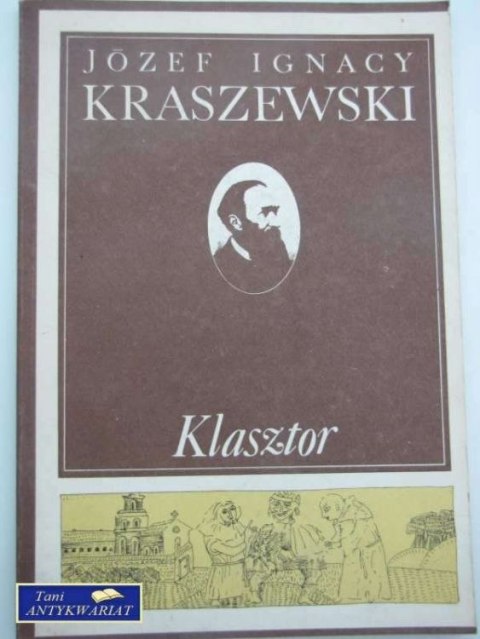 JÓZEF IGNACY
KRASZEWSKI
Klasztor
Tani
ANTYKWARIAT